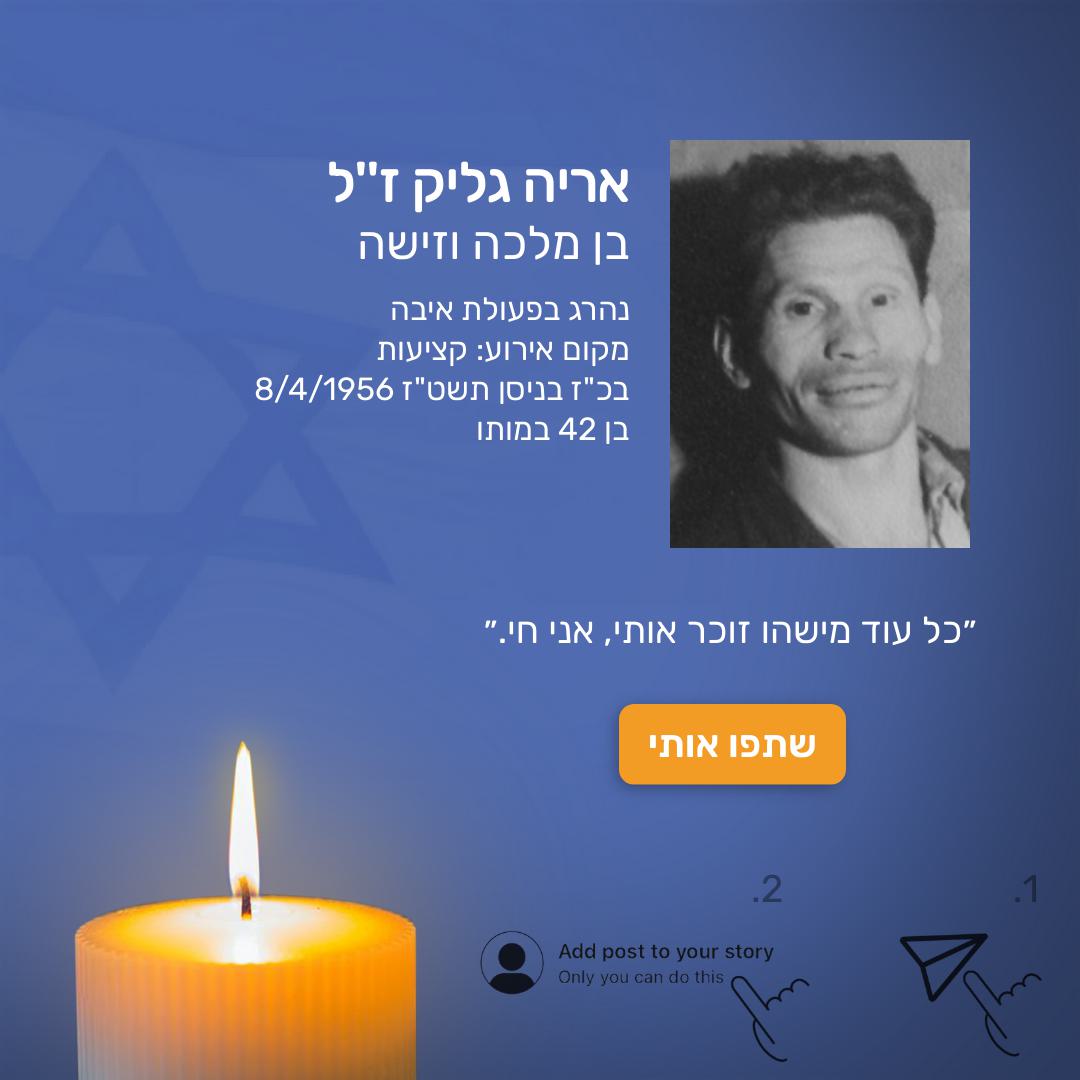 אריה גליק ז"ל
בן מלכה וזישה
נהרג בפעולת איבה
מקום אירוע: קציעות
בכ"ז בניסן תשט"ז 8/4/1956
בן 42 במותו
"כל עוד מישהו זוכר אותי, אני חי."
שתפו אותי
1.
2.
Add post to your story
Only you can do this